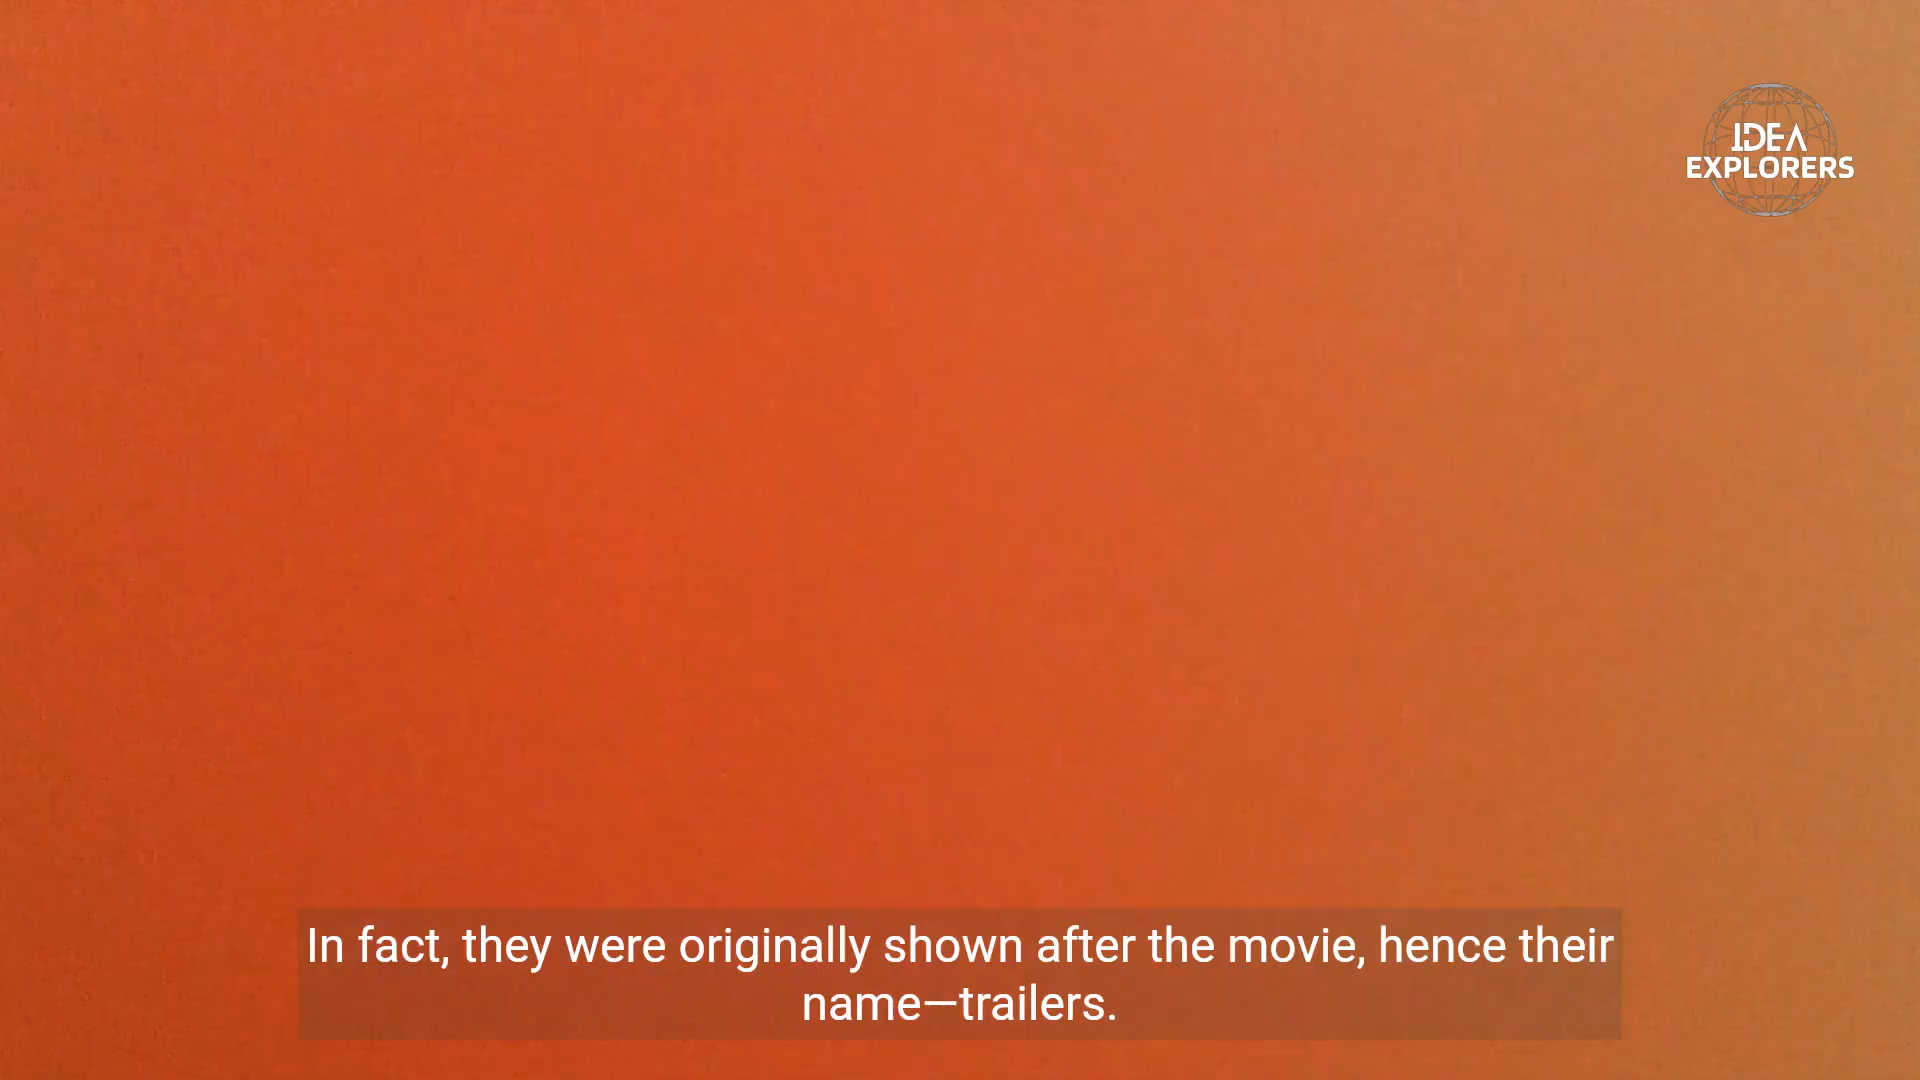 IDEA
EXPLORERS
In fact, they were originally shown after the movie, hence their
name—trailers.